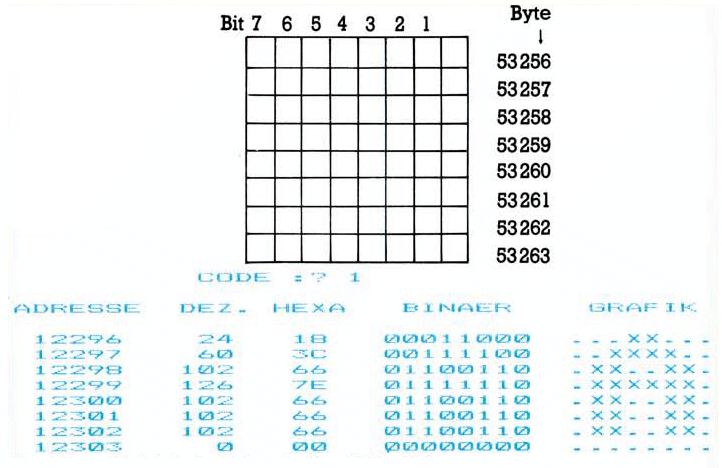 Byte
Bit 7 6 5 4 3 2 1 ↓
53256
53257
53258
53259
53260
53261
53262
53263
CODE :? 1
ADRESSE DEZ. HEXA BINAER GRAFIK
12296 24 18 00011000 ...XX...
12297 60 3C 00111100 ..XXXX..
12298 102 66 01100110 .XX..XX.
12299 126 7E 01111110 .XXXXXX.
12300 102 66 01100110 .XX..XX.
12301 102 66 01100110 .XX..XX.
12302 102 66 01100110 .XX..XX.
12303 0 00 00000000 ........